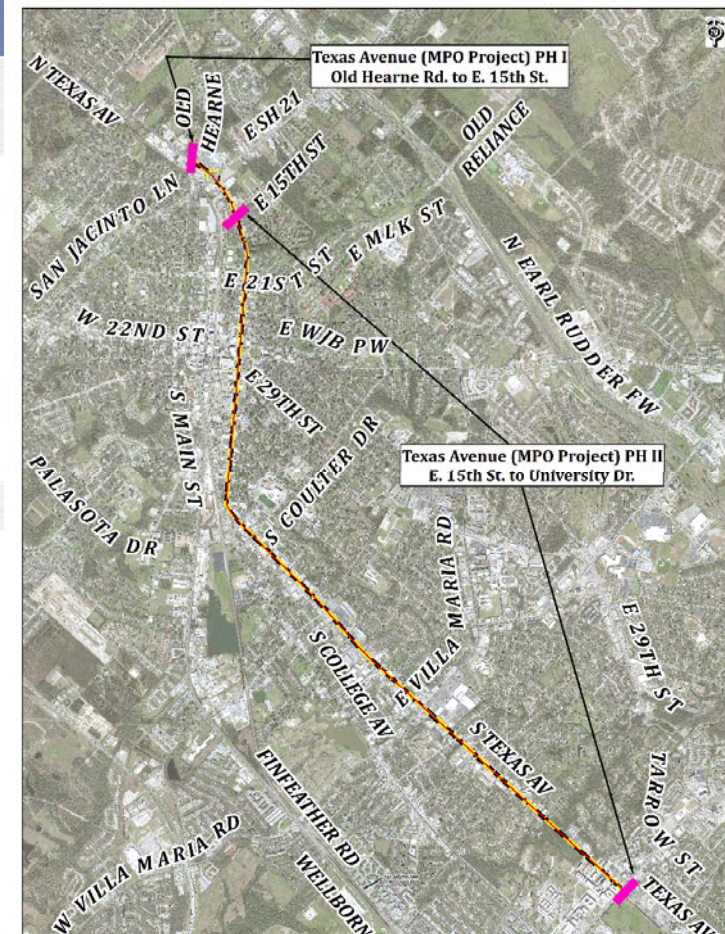 Texas Avenue (MPO Project) PH I
Old Hearne Rd. to E. 15th St.
N TEXAS AV
OLD
HEARNE
E SH 21
OLD
RELIANCE
SAN JACINTO LN
E 15TH ST
E MLK ST
E 21ST ST
N EARL RUDDER FW
W 22ND ST
E WJB PW
E 29TH ST
S MAIN ST
S COULTER DR
Texas Avenue (MPO Project) PH II
E. 15th St. to University Dr.
PALASOTA DR
E VILLA MARIA RD
E 29TH ST
S COLLEGE AV
S TEXAS AV
TARROW ST
FINFEATHER RD
W VILLA MARIA RD
WELLBORN
TEXAS AV